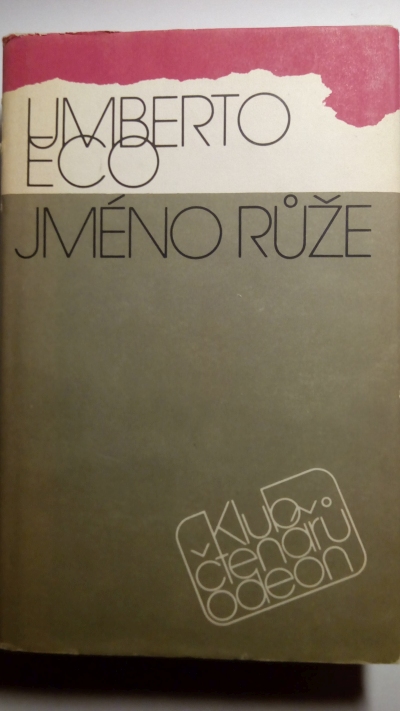 UMBERTO
ECO
JMÉNO RŮŽE
Klub
čtenářů
odeon